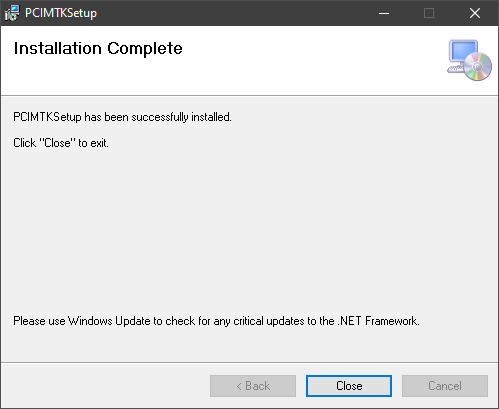 PCIMTKSetup
Installation Complete
PCIMTKSetup has been successfully installed.
Click "Close" to exit.
Please use Windows Update to check for any critical updates to the .NET Framework.
< Back
Close
Cancel